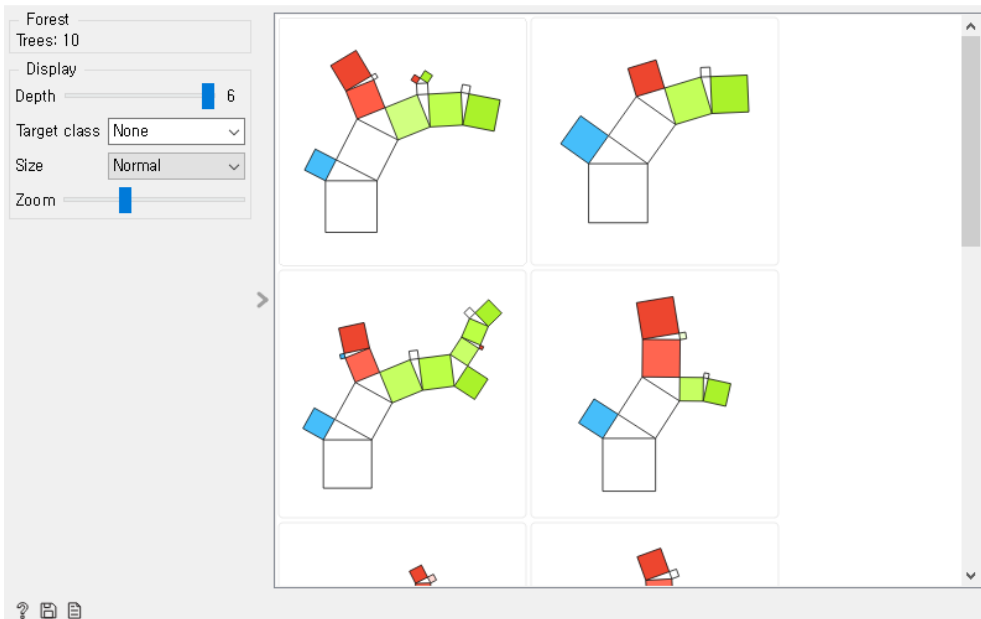 Forest
Trees: 10
Display
Depth 6
Target class None
Size Normal
Zoom